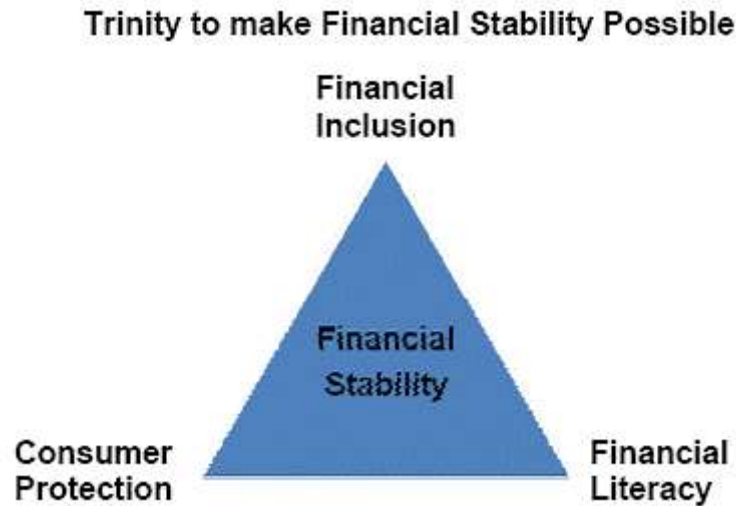 Trinity to make Financial Stability Possible
Financial
Inclusion
Financial
Stability
Consumer
Protection
Financial
Literacy